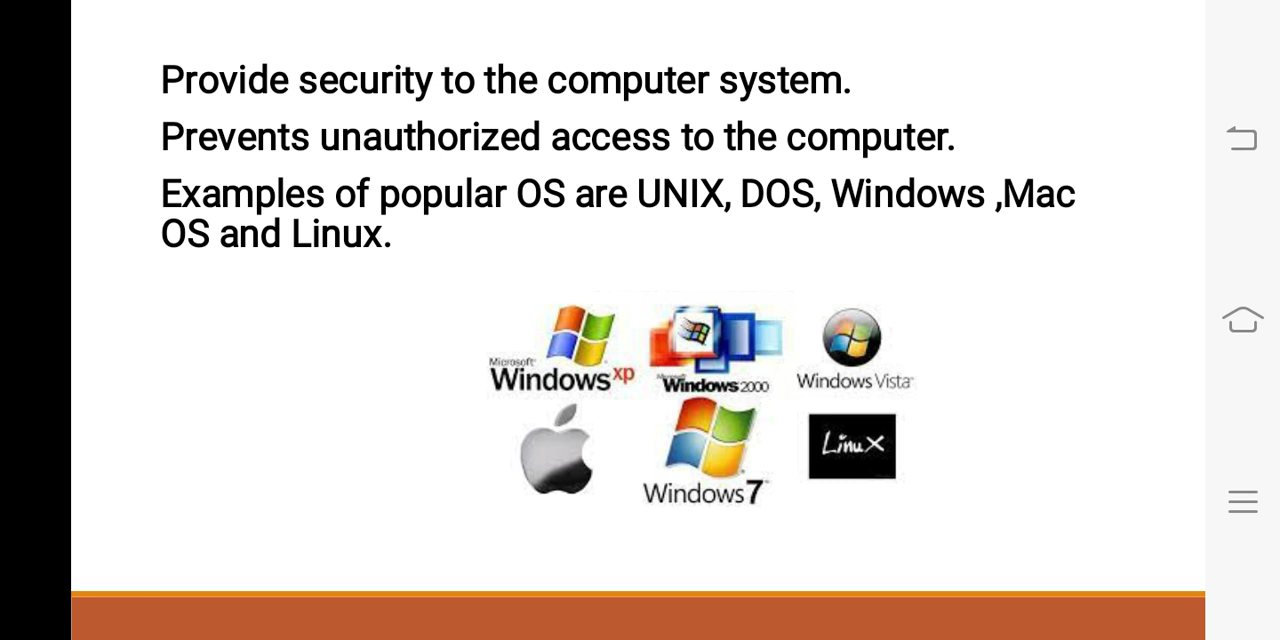 Provide security to the computer system.
Prevents unauthorized access to the computer.
Examples of popular OS are UNIX, DOS, Windows ,Mac
OS and Linux.
Microsoft
Windows xp
Microsoft
Windows 2000
Windows Vista
Windows 7
Linux